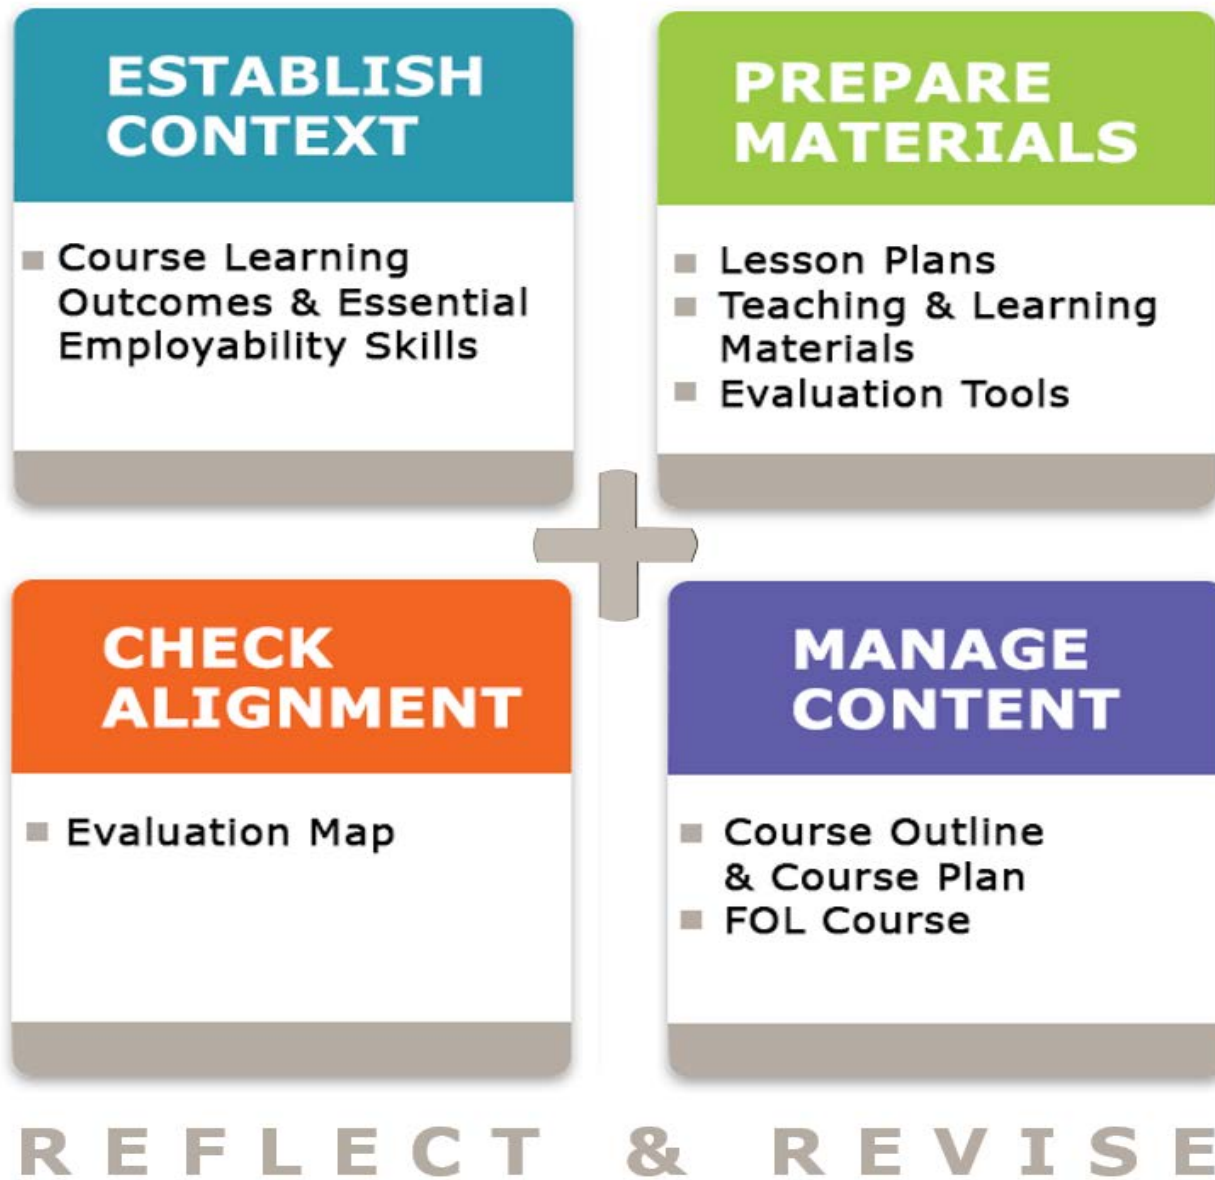 ESTABLISH
CONTEXT
Course Learning
Outcomes & Essential
Employability Skills
PREPARE
MATERIALS
Lesson Plans
Teaching & Learning
Materials
Evaluation Tools
CHECK
ALIGNMENT
Evaluation Map
MANAGE
CONTENT
Course Outline
& Course Plan
FOL Course
REFLECT & REVISE